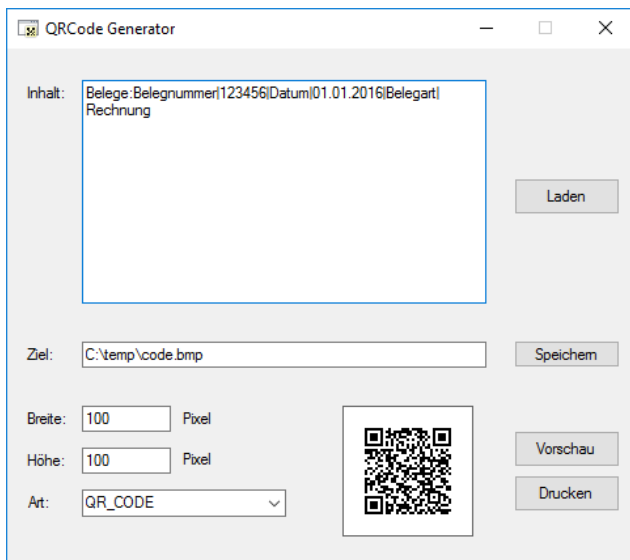 QRCode Generator
Inhalt:
Belege:Belegnummer|123456|Datum|01.01.2016|Belegart|
Rechnung
Laden
Ziel:
C:\temp\code.bmp
Speichern
Breite:
100
Pixel
Höhe:
100
Pixel
Vorschau
Art:
QR_CODE
Drucken